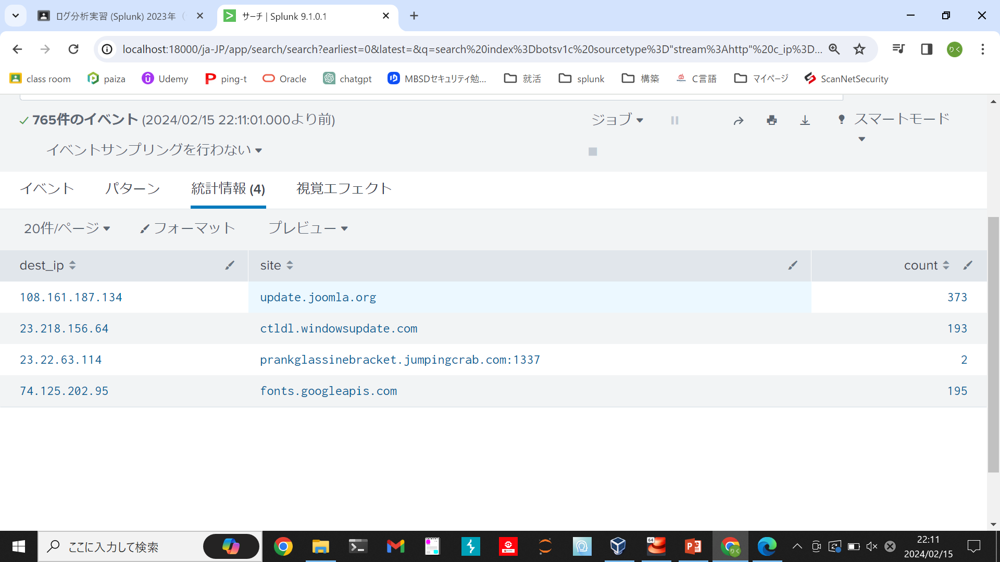 ログ分析実習 (Splunk) 2023年（
サーチ | Splunk 9.1.0.1
localhost:18000/ja-JP/app/search/search?earliest=0&latest=&q=search%20index%3Dbotsv1c%20sourcetype%3D"stream%3Ahttp"%20c_ip%3D...
りく
class room
paiza
Udemy
ping-t
Oracle
chatgpt
MBSDセキュリティ勉...
就活
splunk
構築
C言語
マイページ
ScanNetSecurity
765件のイベント (2024/02/15 22:11:01.000より前)
ジョブ
スマートモード
イベントサンプリングを行わない
イベント
パターン
統計情報 (4)
視覚エフェクト
20件/ページ
フォーマット
プレビュー
dest_ip site count
108.161.187.134 update.joomla.org 373
23.218.156.64 ctldl.windowsupdate.com 193
23.22.63.114 prankglassinebracket.jumpingcrab.com:1337 2
74.125.202.95 fonts.googleapis.com 195
ここに入力して検索
64
りく
22:11
2024/02/15